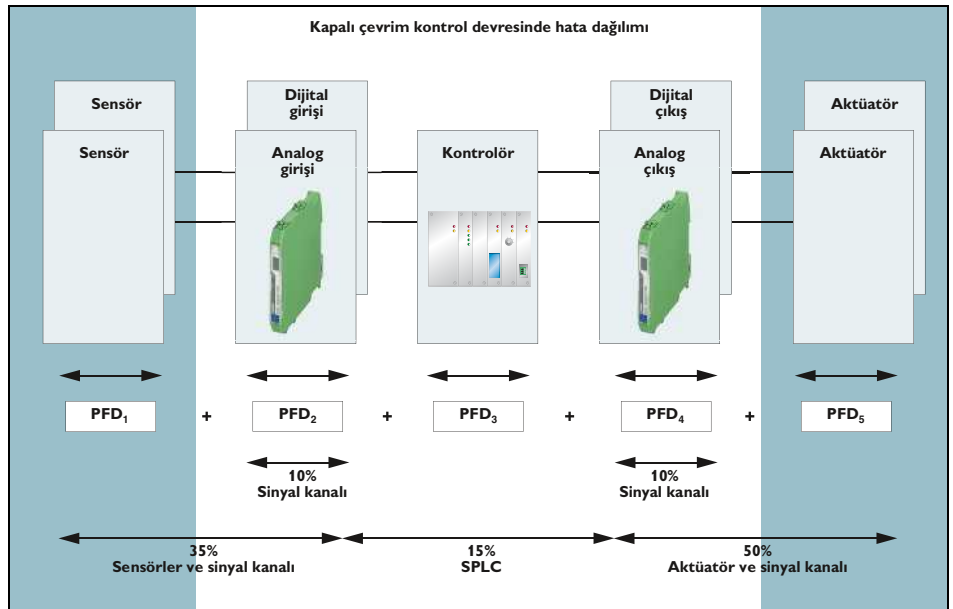 Kapalı çevrim kontrol devresinde hata dağılımı
Sensör
Sensör
Dijital
girişi
Analog
girişi
Kontrolör
Dijital
çıkış
Analog
çıkış
Aktüatör
Aktüatör
PFD₁ + PFD₂ + PFD₃ + PFD₄ + PFD₅
10%
Sinyal kanalı
10%
Sinyal kanalı
35%
Sensörler ve sinyal kanalı
15%
SPLC
50%
Aktüatör ve sinyal kanalı